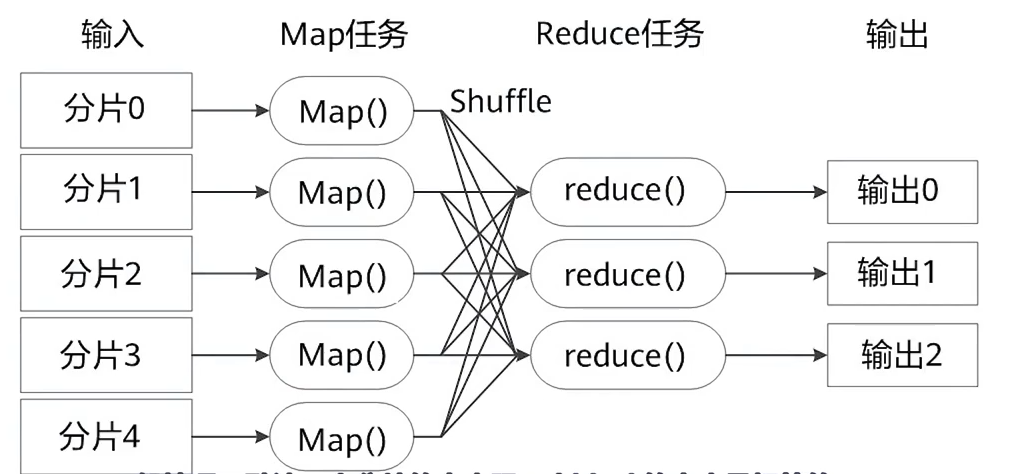 输入 Map任务 Reduce任务 输出
分片0 Map() Shuffle
分片1 Map() reduce() 输出0
分片2 Map() reduce() 输出1
分片3 Map() reduce() 输出2
分片4 Map()